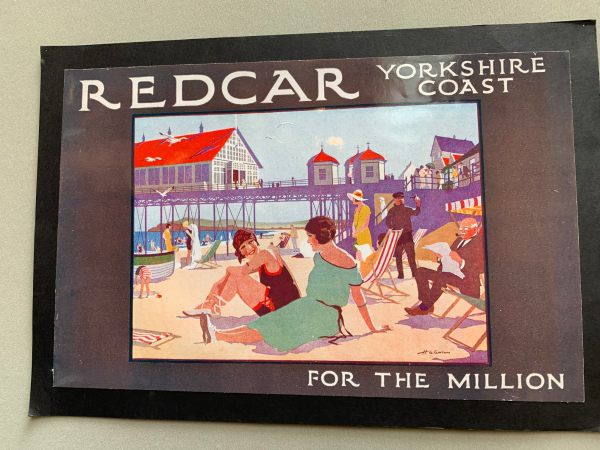 REDCAR
YORKSHIRE
COAST
FOR THE MILLION